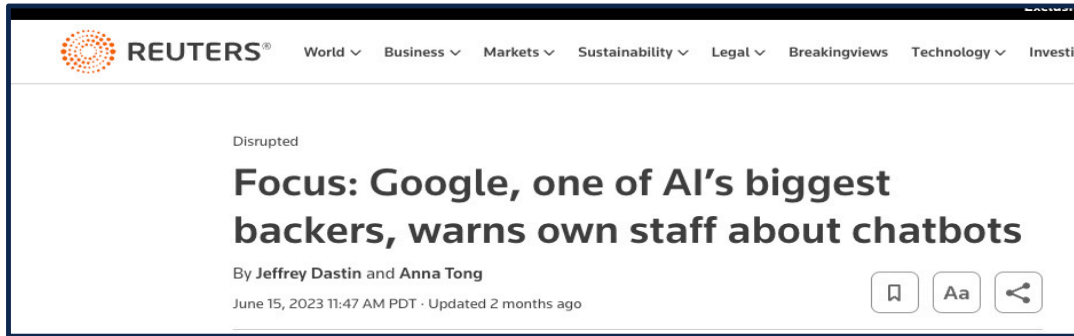 REUTERS®
World Business Markets Sustainability Legal Breakingviews Technology
Disrupted
Focus: Google, one of AI’s biggest
backers, warns own staff about chatbots
By Jeffrey Dastin and Anna Tong
June 15, 2023 11:47 AM PDT · Updated 2 months ago
Aa